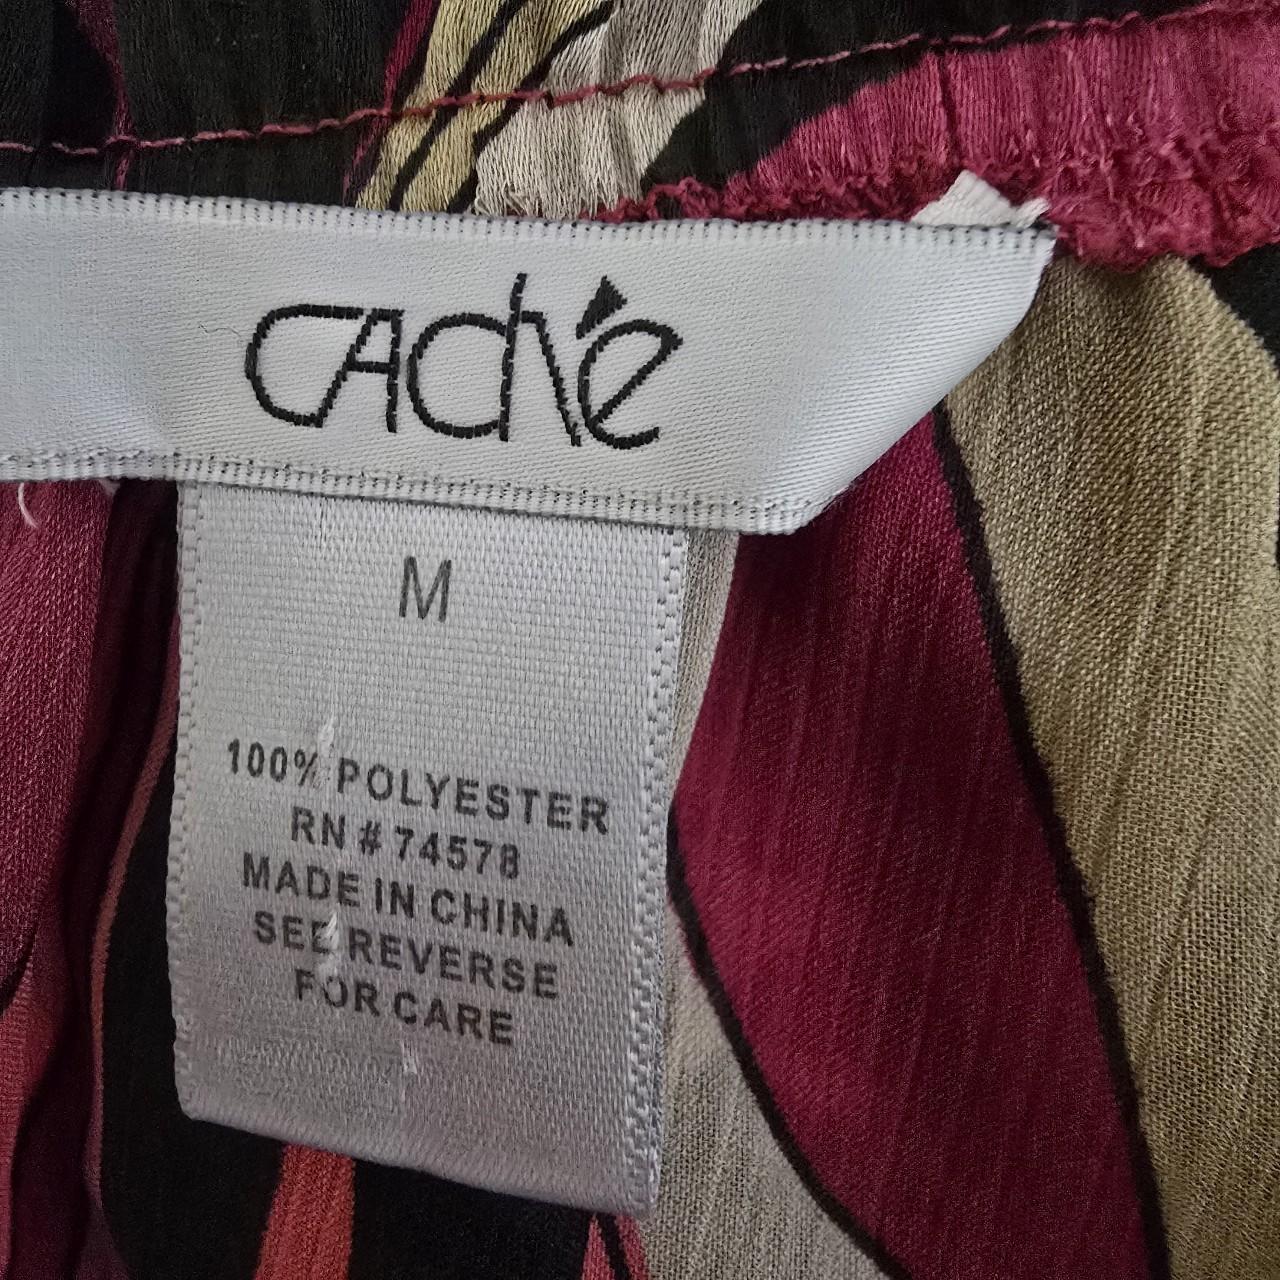 CAChé
M
100% POLYESTER
RN # 74578
MADE IN CHINA
SEE REVERSE
FOR CARE